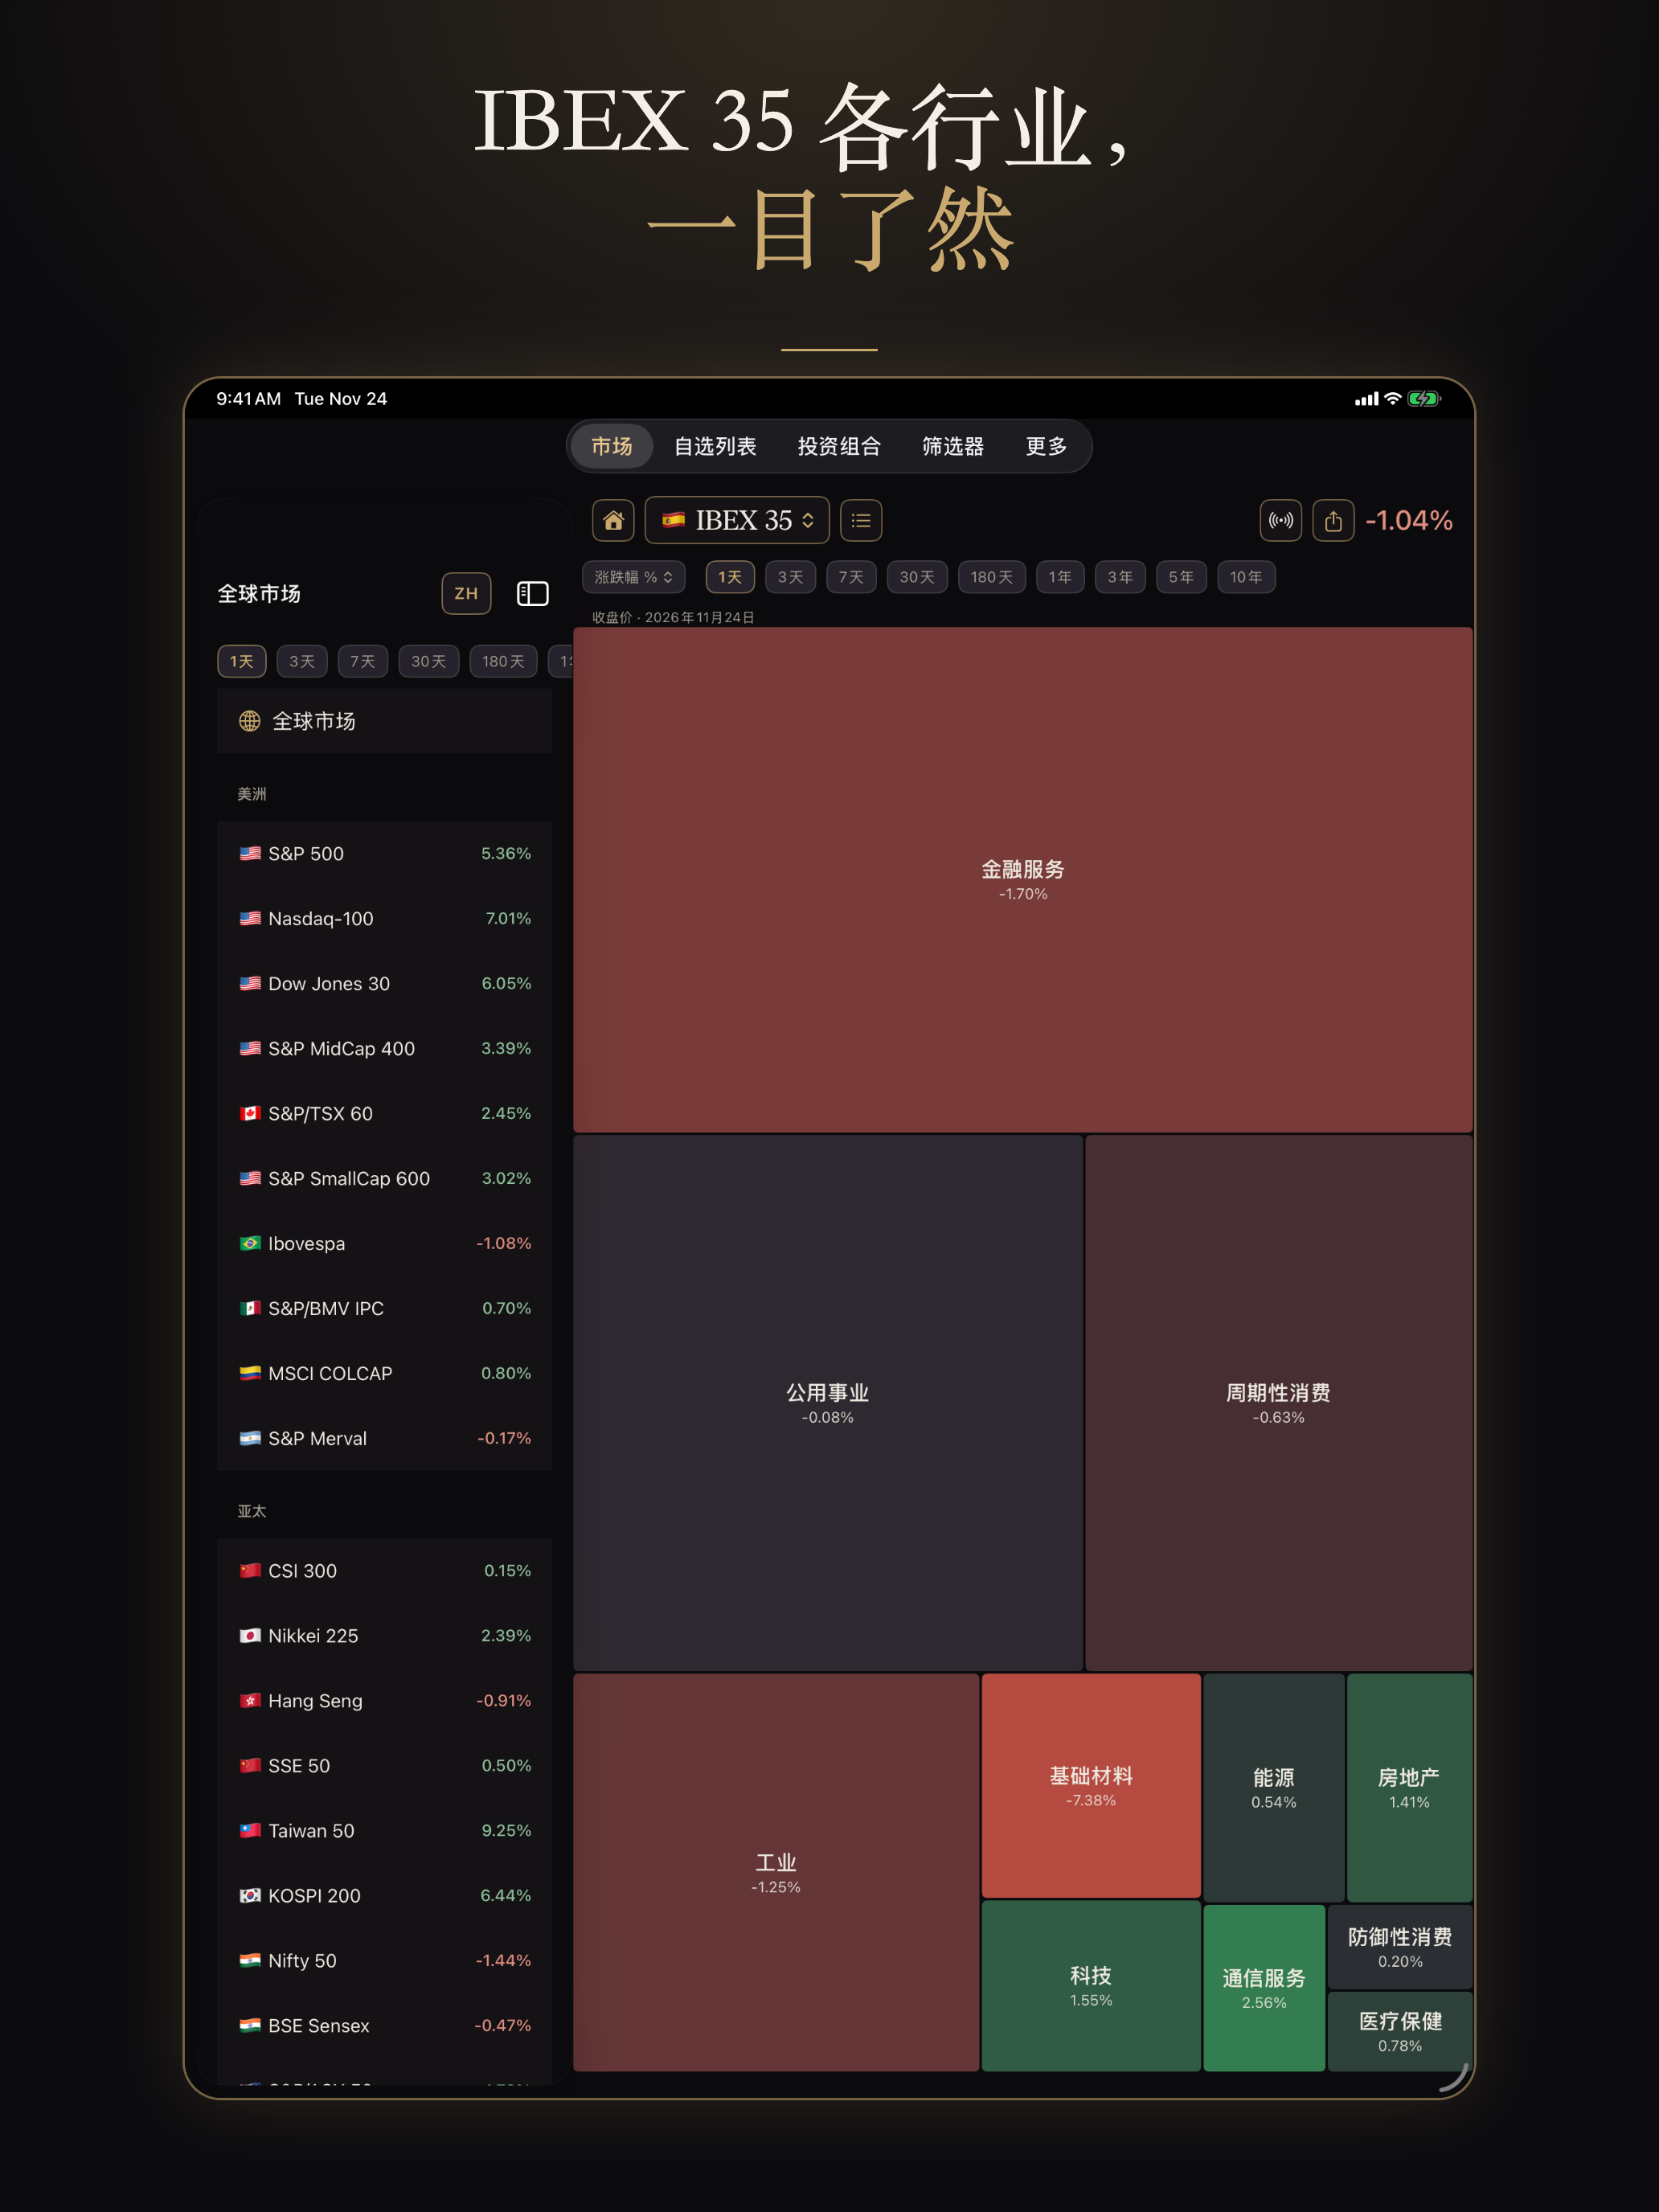 IBEX 35 各行业，
一目了然
9:41 AM Tue Nov 24
市场 自选列表 投资组合 筛选器 更多
IBEX 35
-1.04%
涨跌幅 % 1天 3天 7天 30天 180天 1年 3年 5年 10年
收盘价 · 2026年11月24日
全球市场 ZH
1天 3天 7天 30天 180天
全球市场
美洲
S&P 500 5.36%
Nasdaq-100 7.01%
Dow Jones 30 6.05%
S&P MidCap 400 3.39%
S&P/TSX 60 2.45%
S&P SmallCap 600 3.02%
Ibovespa -1.08%
S&P/BMV IPC 0.70%
MSCI COLCAP 0.80%
S&P Merval -0.17%
亚太
CSI 300 0.15%
Nikkei 225 2.39%
Hang Seng -0.91%
SSE 50 0.50%
Taiwan 50 9.25%
KOSPI 200 6.44%
Nifty 50 -1.44%
BSE Sensex -0.47%
金融服务
-1.70%
公用事业
-0.08%
周期性消费
-0.63%
工业
-1.25%
基础材料
-7.38%
能源
0.54%
房地产
1.41%
科技
1.55%
通信服务
2.56%
防御性消费
0.20%
医疗保健
0.78%